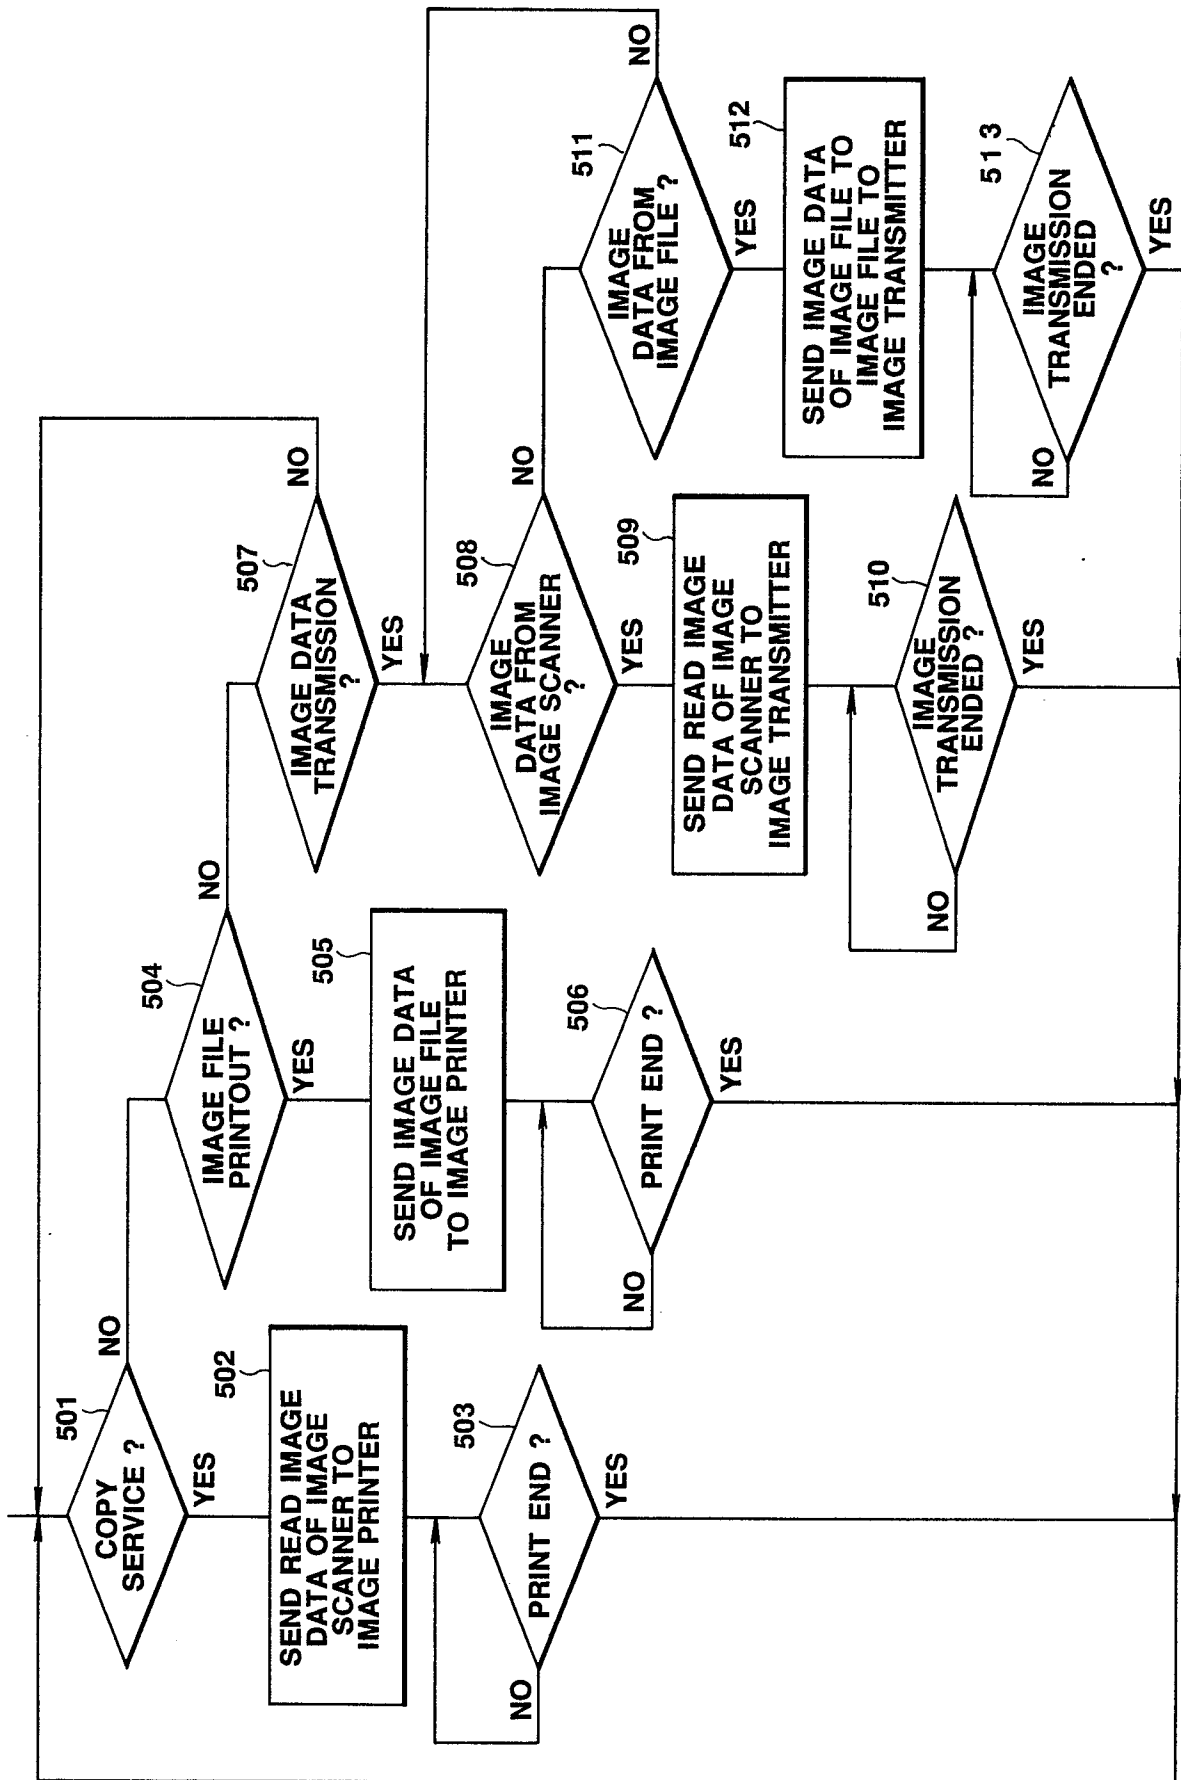 501
COPY
SERVICE ?
NO
YES
502
SEND READ IMAGE
DATA OF IMAGE
SCANNER TO
IMAGE PRINTER
503
PRINT END ?
NO
YES
504
IMAGE FILE
PRINTOUT ?
NO
YES
505
SEND IMAGE DATA
OF IMAGE FILE
TO IMAGE PRINTER
506
PRINT END ?
NO
YES
507
IMAGE DATA
TRANSMISSION
?
NO
YES
508
IMAGE
DATA FROM
IMAGE SCANNER
?
NO
YES
509
SEND READ IMAGE
DATA OF IMAGE
SCANNER TO
IMAGE TRANSMITTER
510
IMAGE
TRANSMISSION
ENDED ?
NO
YES
511
IMAGE
DATA FROM
IMAGE FILE ?
NO
YES
512
SEND IMAGE DATA
OF IMAGE FILE TO
IMAGE FILE TO
IMAGE TRANSMITTER
513
IMAGE
TRANSMISSION
ENDED
?
NO
YES